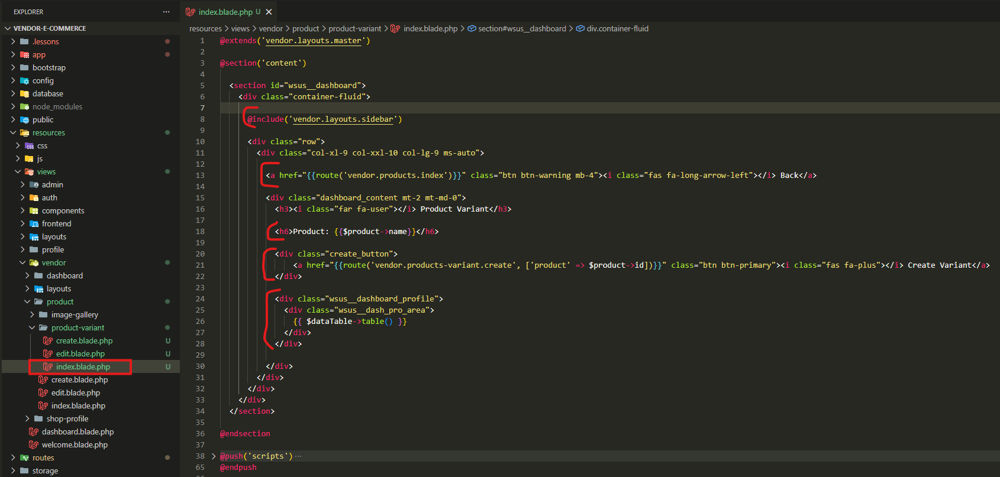 EXPLORER
···
VENDOR-E-COMMERCE
.lessons
app
bootstrap
config
database
node_modules
public
resources
css
js
views
admin
auth
components
frontend
layouts
profile
vendor
dashboard
layouts
product
image-gallery
product-variant
create.blade.php U
edit.blade.php U
index.blade.php U
create.blade.php
edit.blade.php
index.blade.php
shop-profile
dashboard.blade.php
welcome.blade.php
routes
storage
index.blade.php U ×
resources > views > vendor > product > product-variant > index.blade.php > section#wsus__dashboard > div.container-fluid
1 @extends('vendor.layouts.master')
2
3 @section('content')
4
5 <section id="wsus__dashboard">
6 <div class="container-fluid">
7
8 @include('vendor.layouts.sidebar')
9
10 <div class="row">
11 <div class="col-xl-9 col-xxl-10 col-lg-9 ms-auto">
12
13 <a href="{{route('vendor.products.index')}}" class="btn btn-warning mb-4"><i class="fas fa-long-arrow-left"></i> Back</a>
14
15 <div class="dashboard_content mt-2 mt-md-0">
16 <h3><i class="far fa-user"></i> Product Variant</h3>
17
18 <h6>Product: {{$product->name}}</h6>
19
20 <div class="create_button">
21 <a href="{{route('vendor.products-variant.create', ['product' => $product->id])}}" class="btn btn-primary"><i class="fas fa-plus"></i> Create Variant</a>
22 </div>
23
24 <div class="wsus__dashboard_profile">
25 <div class="wsus__dash_pro_area">
26 {{ $dataTable->table() }}
27 </div>
28 </div>
29
30 </div>
31 </div>
32 </div>
33 </div>
34 </section>
35
36 @endsection
37
38 @push('scripts')···
65 @endpush